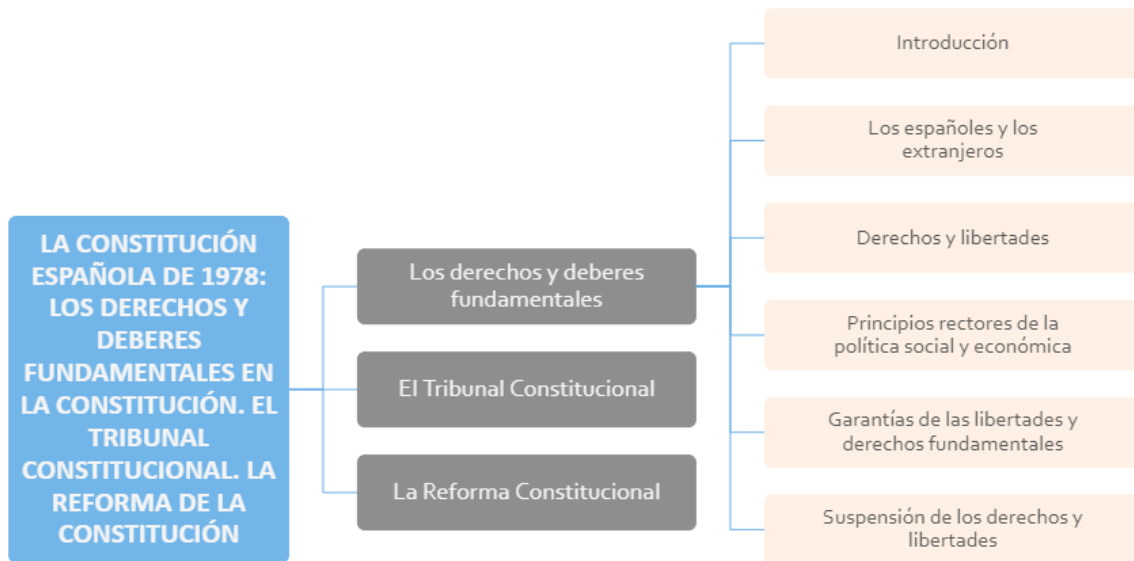 LA CONSTITUCIÓN
ESPAÑOLA DE 1978:
LOS DERECHOS Y
DEBERES
FUNDAMENTALES EN
LA CONSTITUCIÓN. EL
TRIBUNAL
CONSTITUCIONAL. LA
REFORMA DE LA
CONSTITUCIÓN
Los derechos y deberes
fundamentales
El Tribunal Constitucional
La Reforma Constitucional
Introducción
Los españoles y los
extranjeros
Derechos y libertades
Principios rectores de la
política social y económica
Garantías de las libertades y
derechos fundamentales
Suspensión de los derechos y
libertades